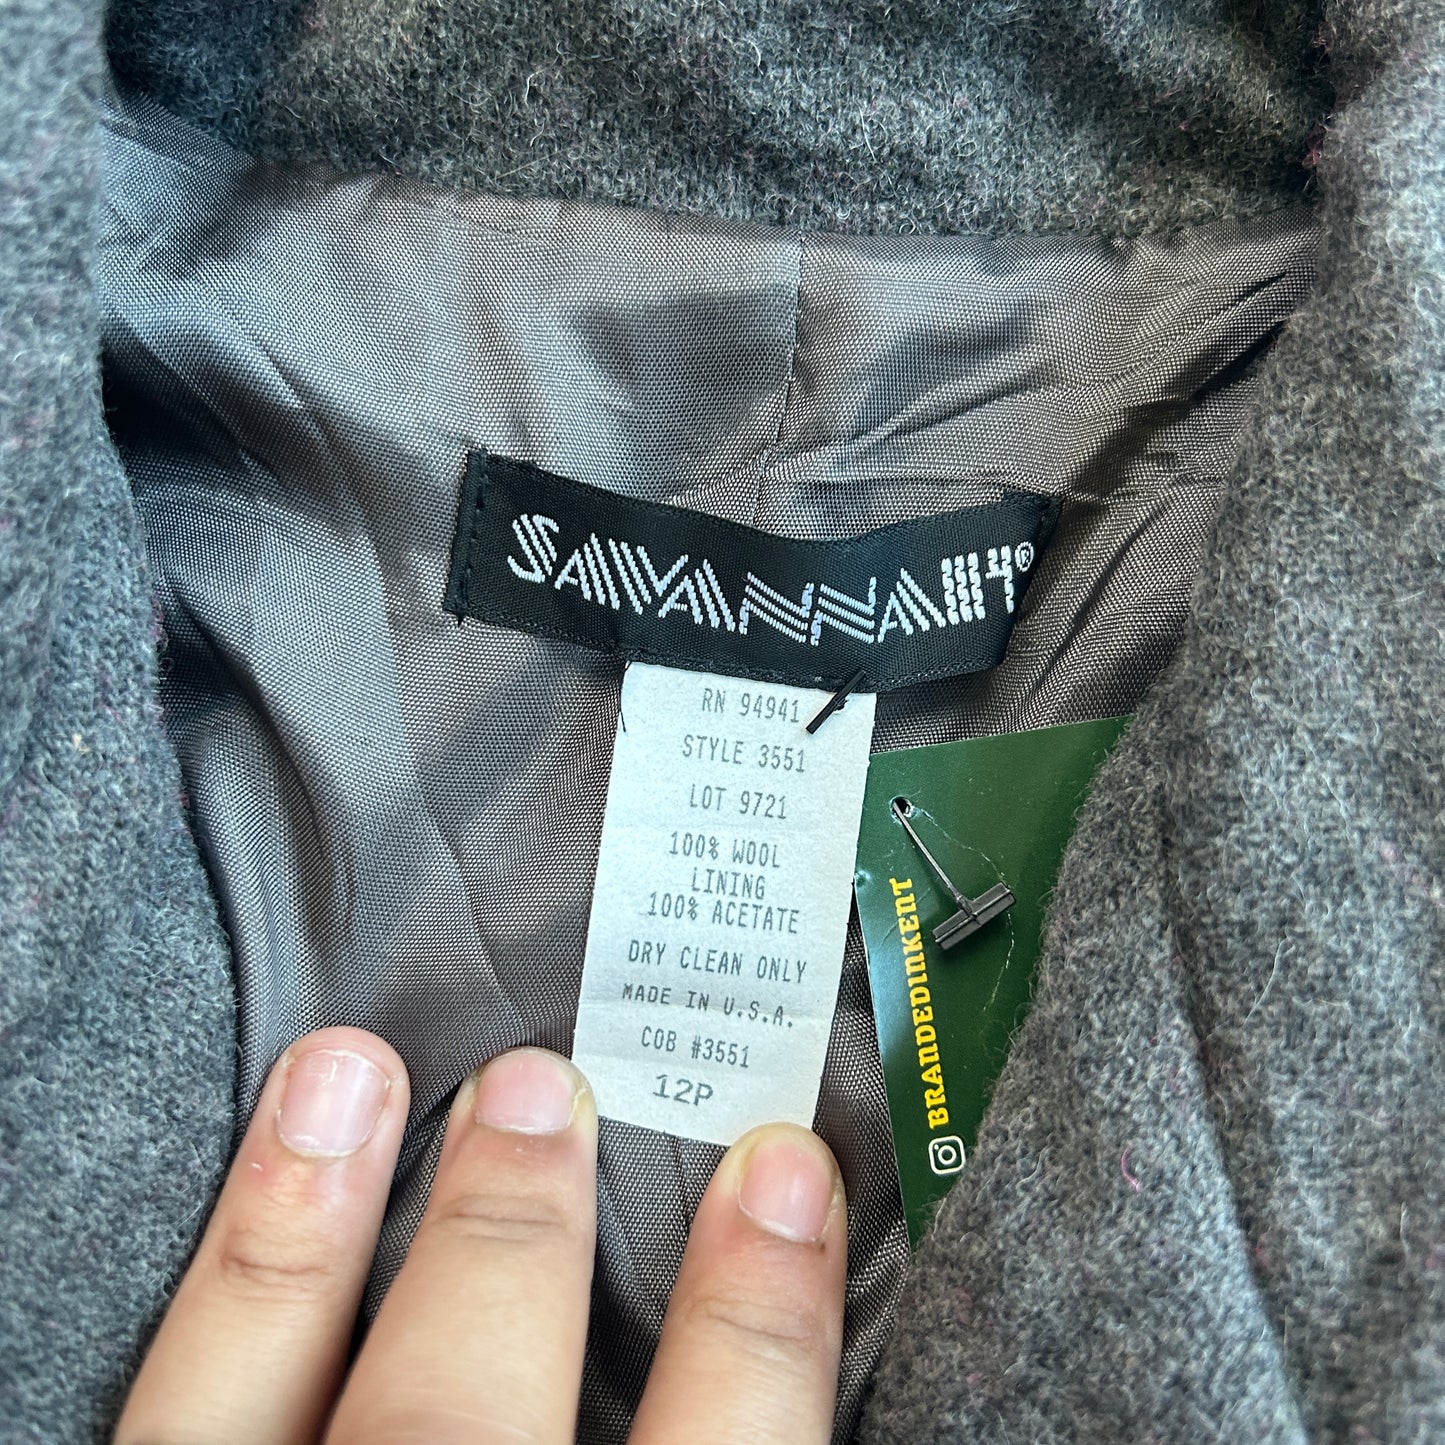 SAVANNAH®
RN 94941
STYLE 3551
LOT 9721
100% WOOL
LINING
100% ACETATE
DRY CLEAN ONLY
MADE IN U.S.A.
COB #3551
12P
BRANDEDINKENT